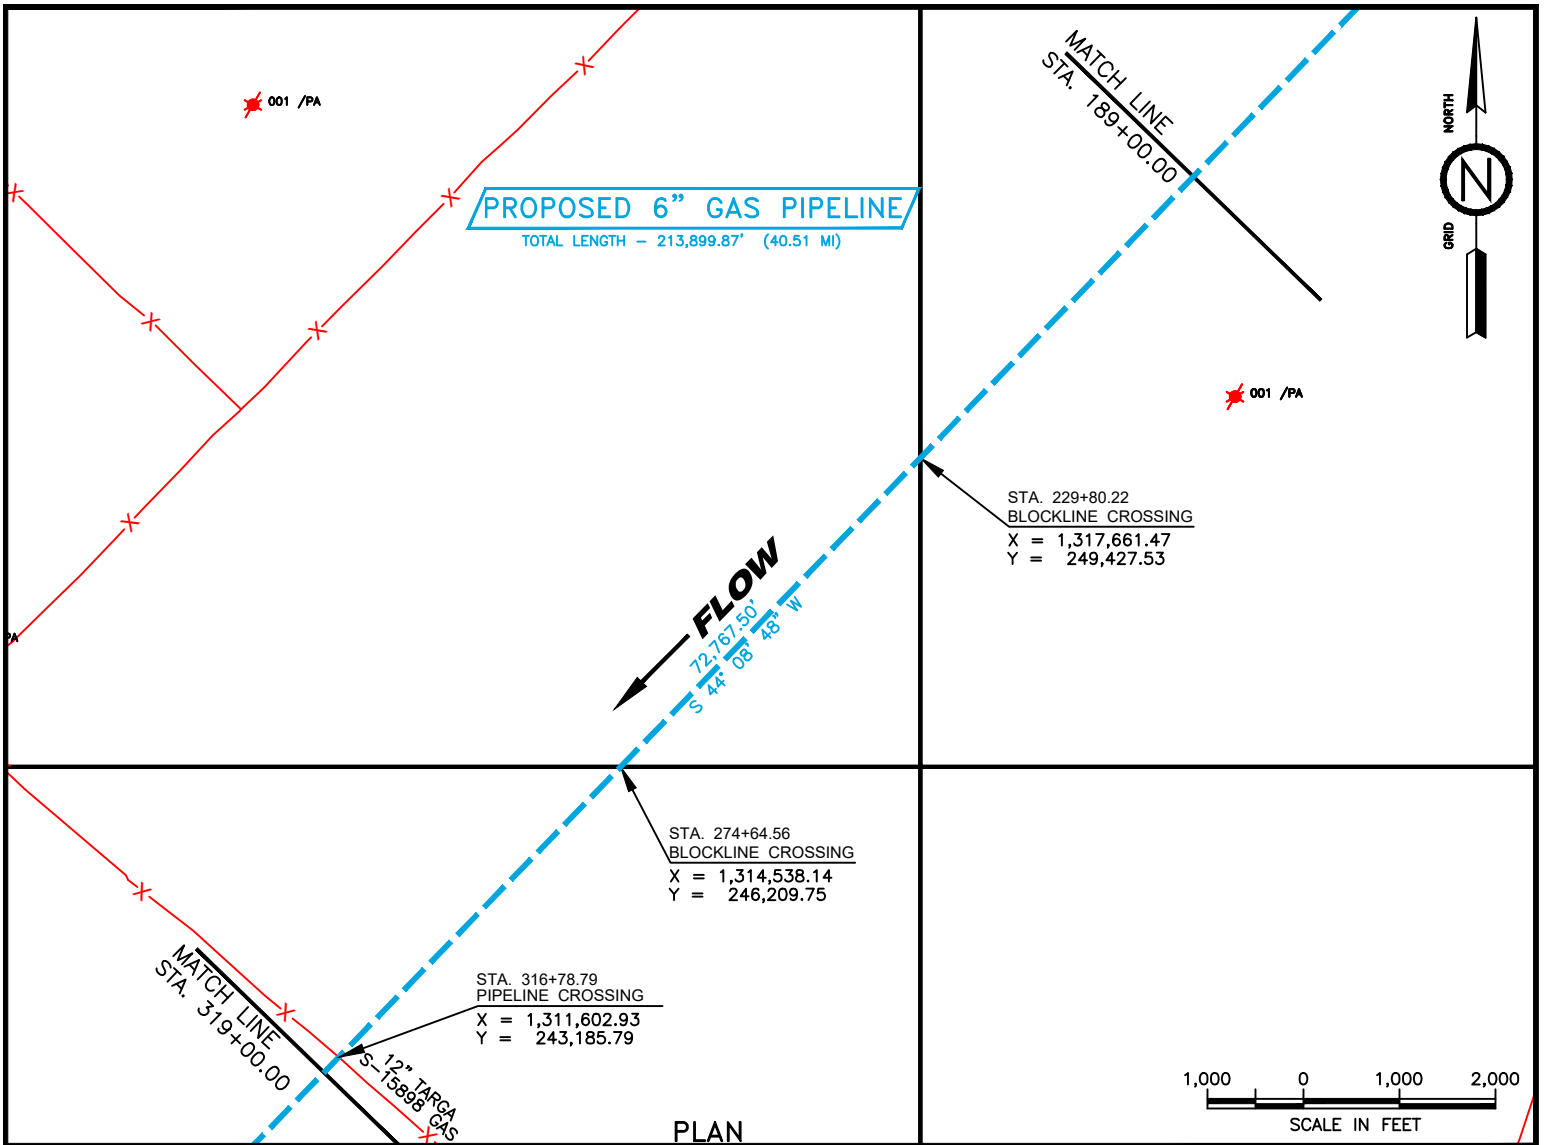 MATCH LINE
STA. 189+00.00
NORTH
N
GRID
001 /PA
PROPOSED 6” GAS PIPELINE
TOTAL LENGTH – 213,899.87' (40.51 MI)
001 /PA
STA. 229+80.22
BLOCKLINE CROSSING
X = 1,317,661.47
Y = 249,427.53
FLOW
72,767.50'
S 44° 08' 48" W
PA
STA. 274+64.56
BLOCKLINE CROSSING
X = 1,314,538.14
Y = 246,209.75
MATCH LINE
STA. 319+00.00
STA. 316+78.79
PIPELINE CROSSING
X = 1,311,602.93
Y = 243,185.79
12” TARGA
S–15898 GAS
PLAN
1,000 0 1,000 2,000
SCALE IN FEET